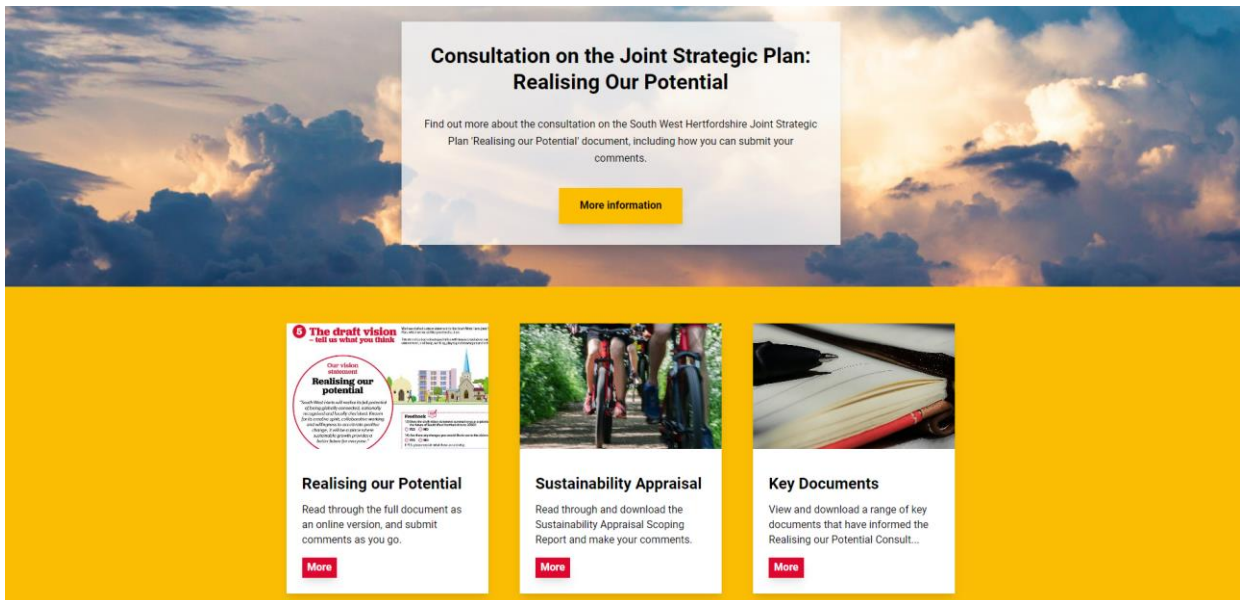 Consultation on the Joint Strategic Plan:
Realising Our Potential
Find out more about the consultation on the South West Hertfordshire Joint Strategic
Plan 'Realising our Potential' document, including how you can submit your
comments.
More information
5 The draft vision
– tell us what you think
Our vision
statement
Realising our
potential
Feedback
Realising our Potential
Read through the full document as
an online version, and submit
comments as you go.
More
Sustainability Appraisal
Read through and download the
Sustainability Appraisal Scoping
Report and make your comments.
More
Key Documents
View and download a range of key
documents that have informed the
Realising our Potential Consult...
More